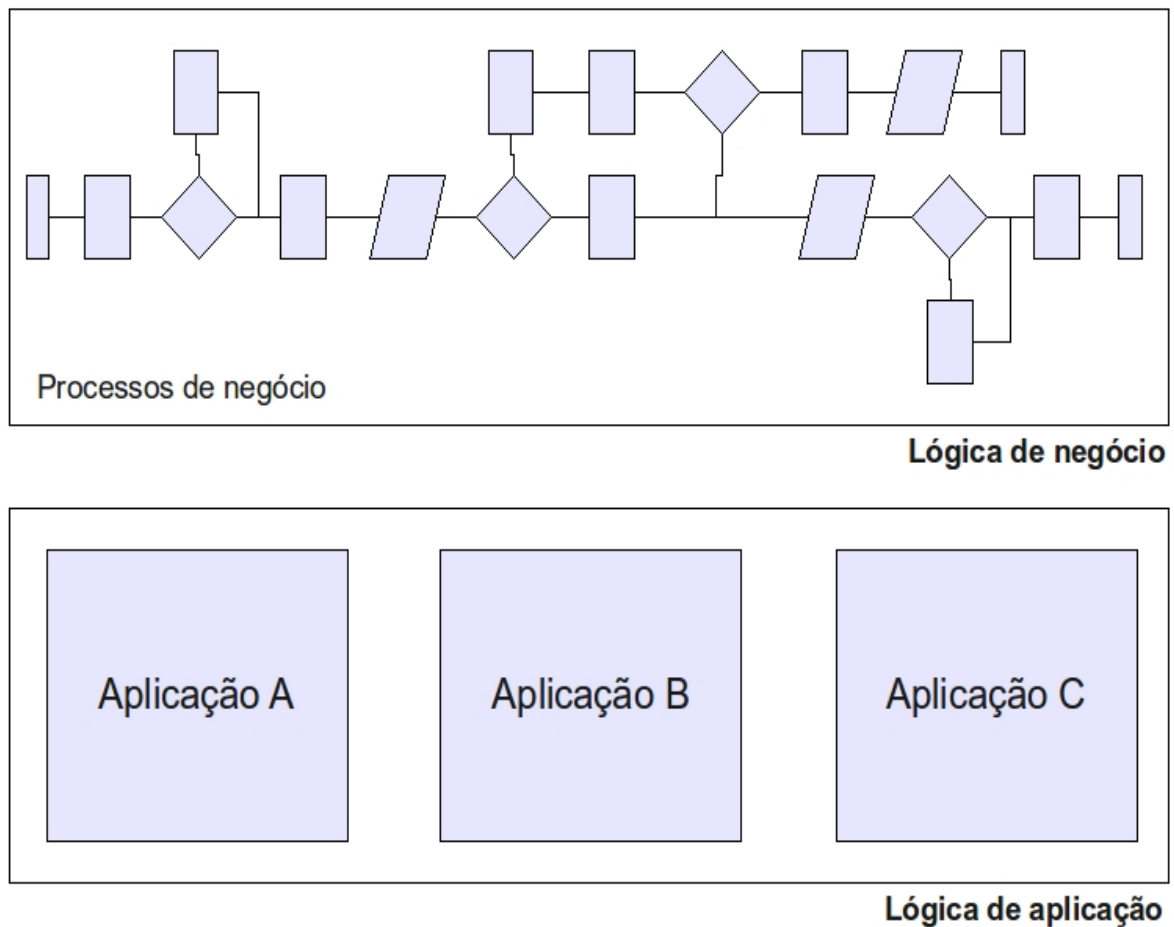 Processos de negócio
Lógica de negócio
Aplicação A
Aplicação B
Aplicação C
Lógica de aplicação